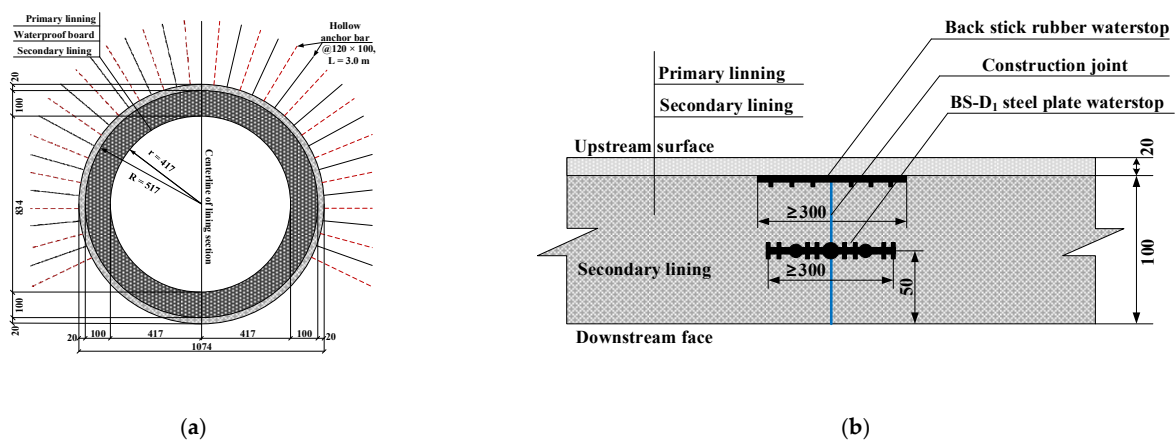 Primary linning
Waterproof board
Secondary lining
Hollow
anchor bar
@120 × 100,
L = 3.0 m
20
100
834
100
20
r = 417
R = 517
Centerline of lining section
20
100
417
417
100
20
1074
(a)
Back stick rubber waterstop
Construction joint
BS-D₁ steel plate waterstop
Primary linning
Secondary lining
Upstream surface
20
≥300
100
Secondary lining
≥300
50
Downstream face
(b)